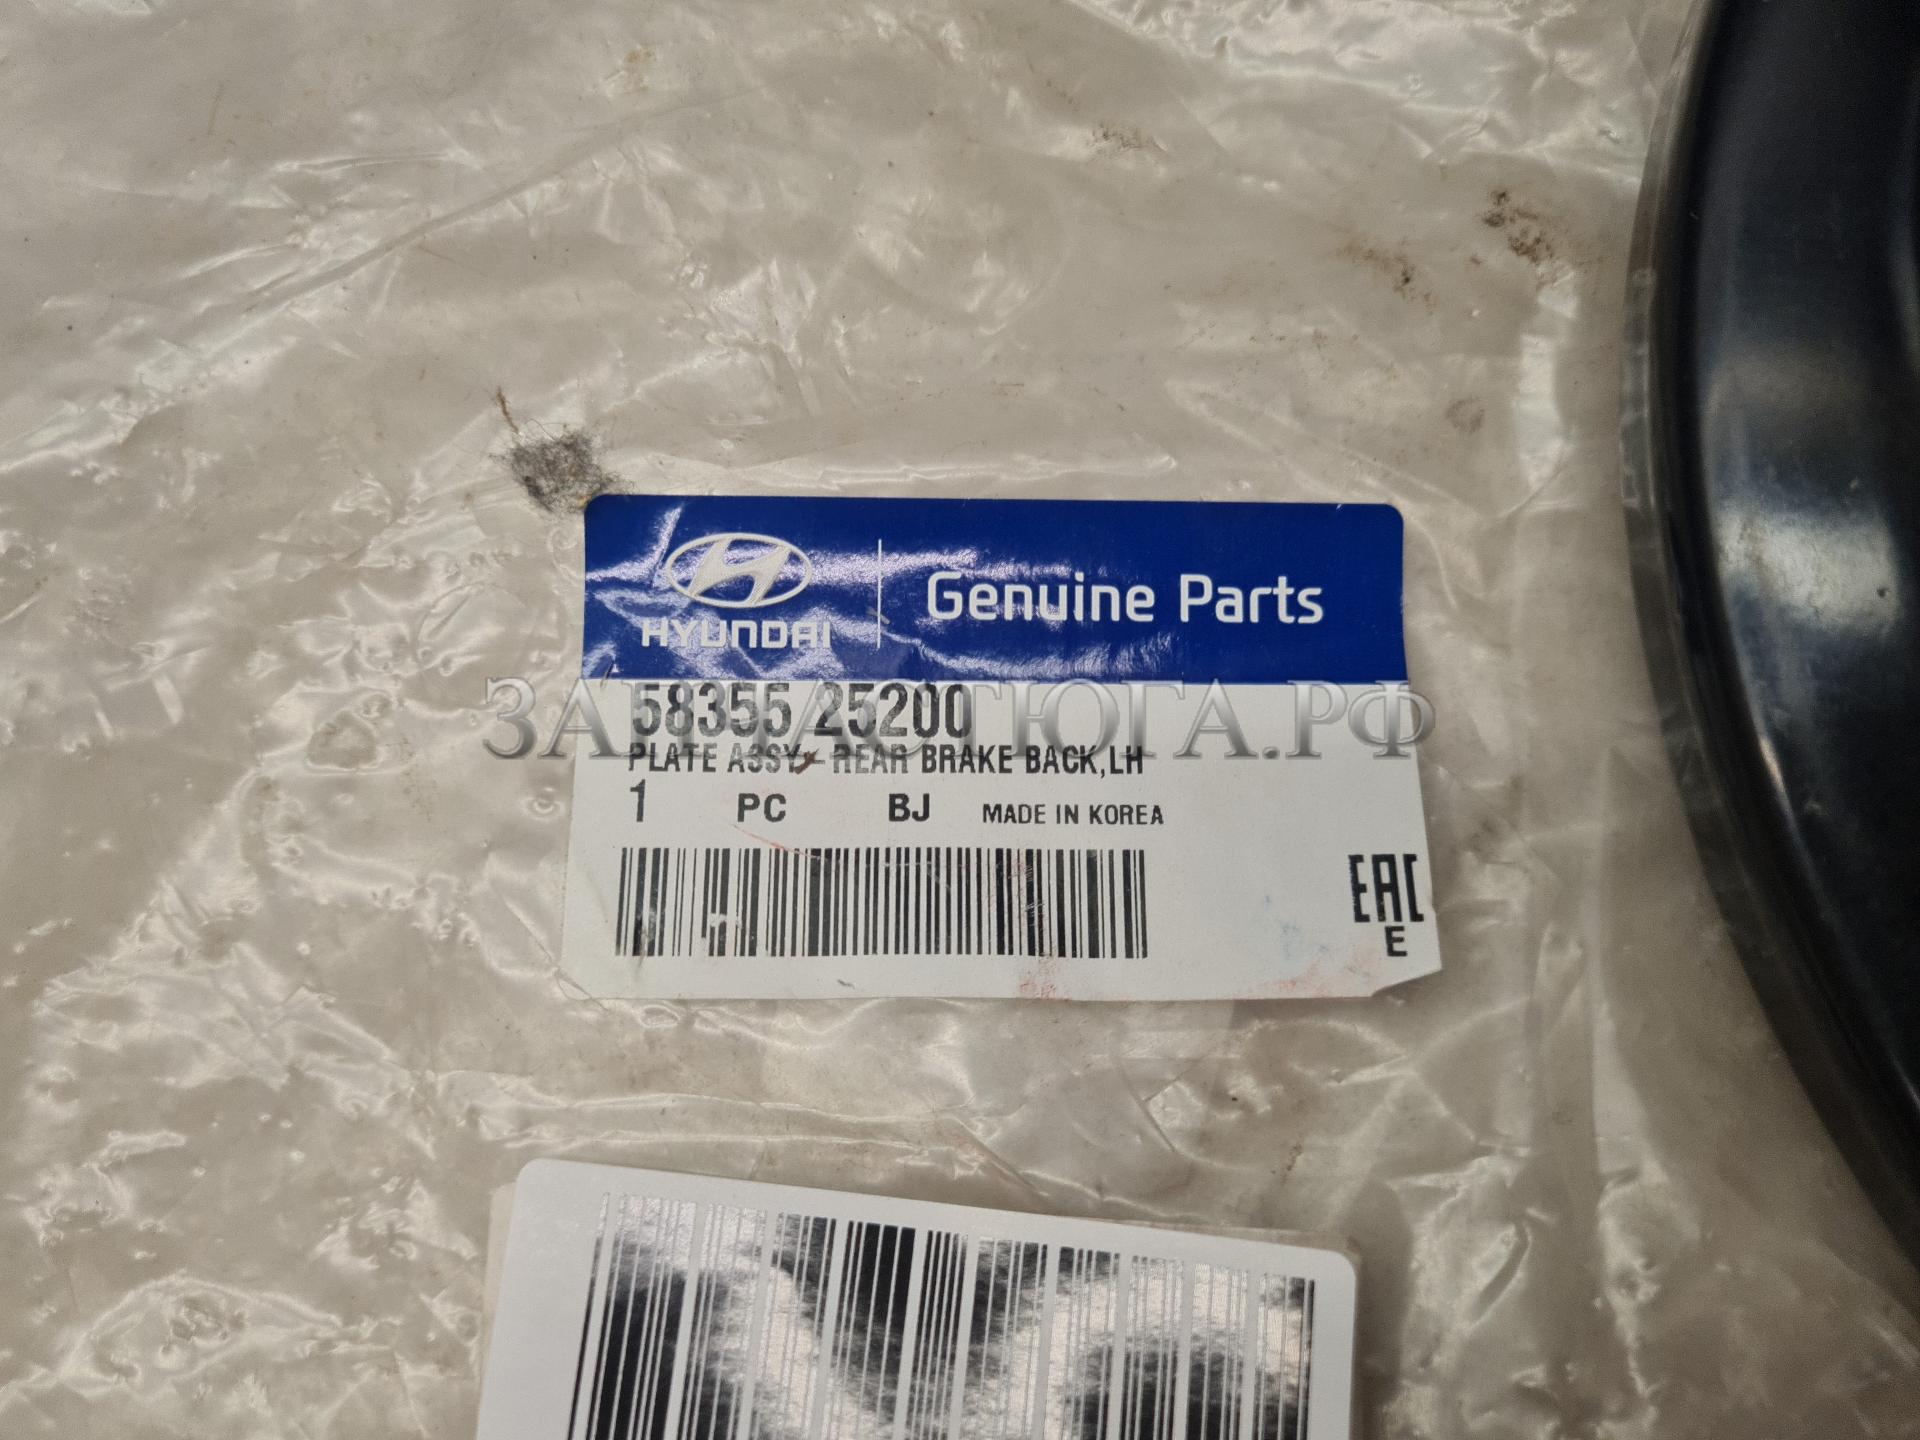 HYUNDAI
Genuine Parts
58355 25200
ЗАПЧАСТЮГА.РФ
PLATE ASSY-REAR BRAKE BACK,LH
1 PC BJ MADE IN KOREA
EAC
E